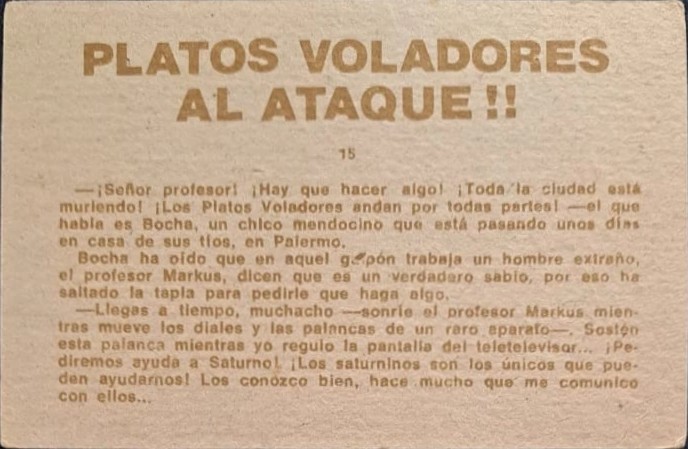 PLATOS VOLADORES
AL ATAQUE!!
15
—¡Señor profesor! ¡Hay que hacer algo! ¡Toda la ciudad está
muriendo! ¡Los Platos Voladores andan por todas partes! —el que
habla es Bocha, un chico mendocino que está pasando unos días
en casa de sus tíos, en Palermo.
Bocha ha oído que en aquel galpón trabaja un hombre extraño,
el profesor Markus, dicen que es un verdadero sabio, por eso ha
saltado la tapia para pedirle que haga algo.
—Llegas a tiempo, muchacho —sonríe el profesor Markus mien-
tras mueve los diales y las palancas de un raro aparato—. Sostén
esta palanca mientras yo regulo la pantalla del teletelevisor... ¡Pe-
diremos ayuda a Saturno! ¡Los saturninos son los únicos que pue-
dan ayudarnos! Los conozco bien, hace mucho que me comunico
con ellos...